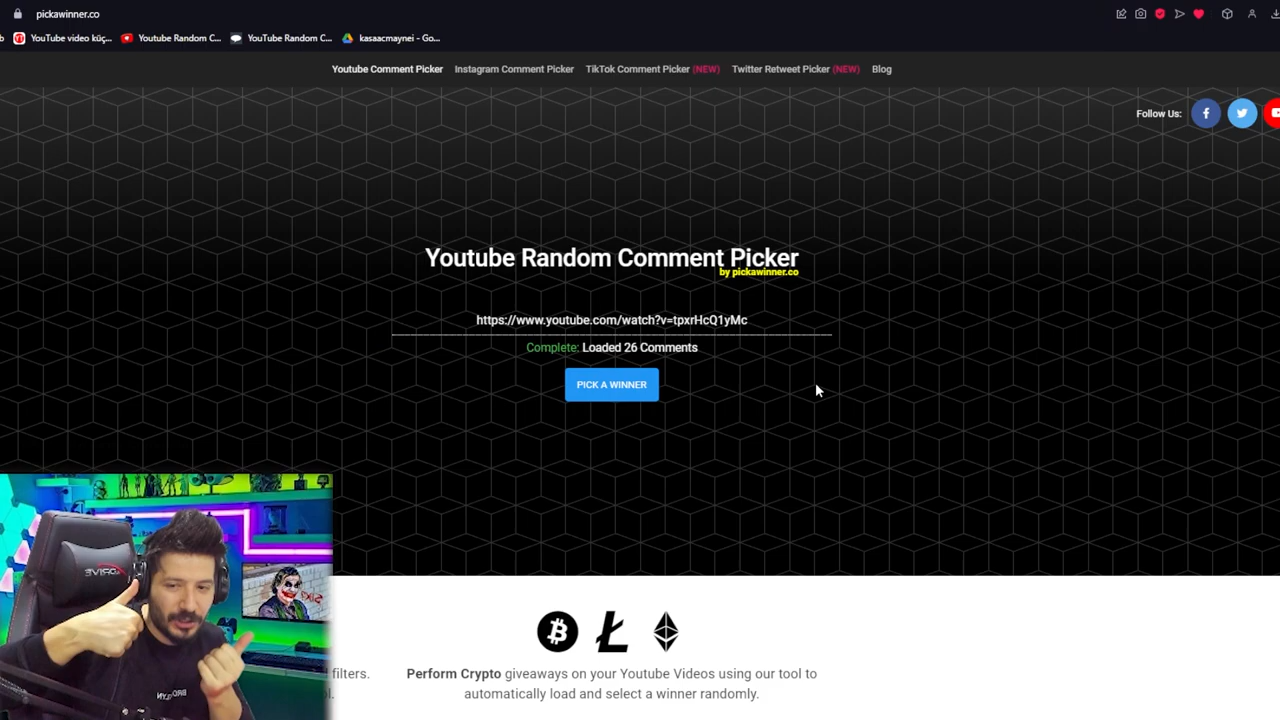 pickawinner.co
YouTube video küç...
Youtube Random C...
YouTube Random C...
kasaacmaynei - Go...
Youtube Comment Picker
Instagram Comment Picker
TikTok Comment Picker (NEW)
Twitter Retweet Picker (NEW)
Blog
Follow Us:
Youtube Random Comment Picker
by pickawinner.co
https://www.youtube.com/watch?v=tpxrHcQ1yMc
Complete: Loaded 26 Comments
PICK A WINNER
filters.
Perform Crypto giveaways on your Youtube Videos using our tool to
automatically load and select a winner randomly.